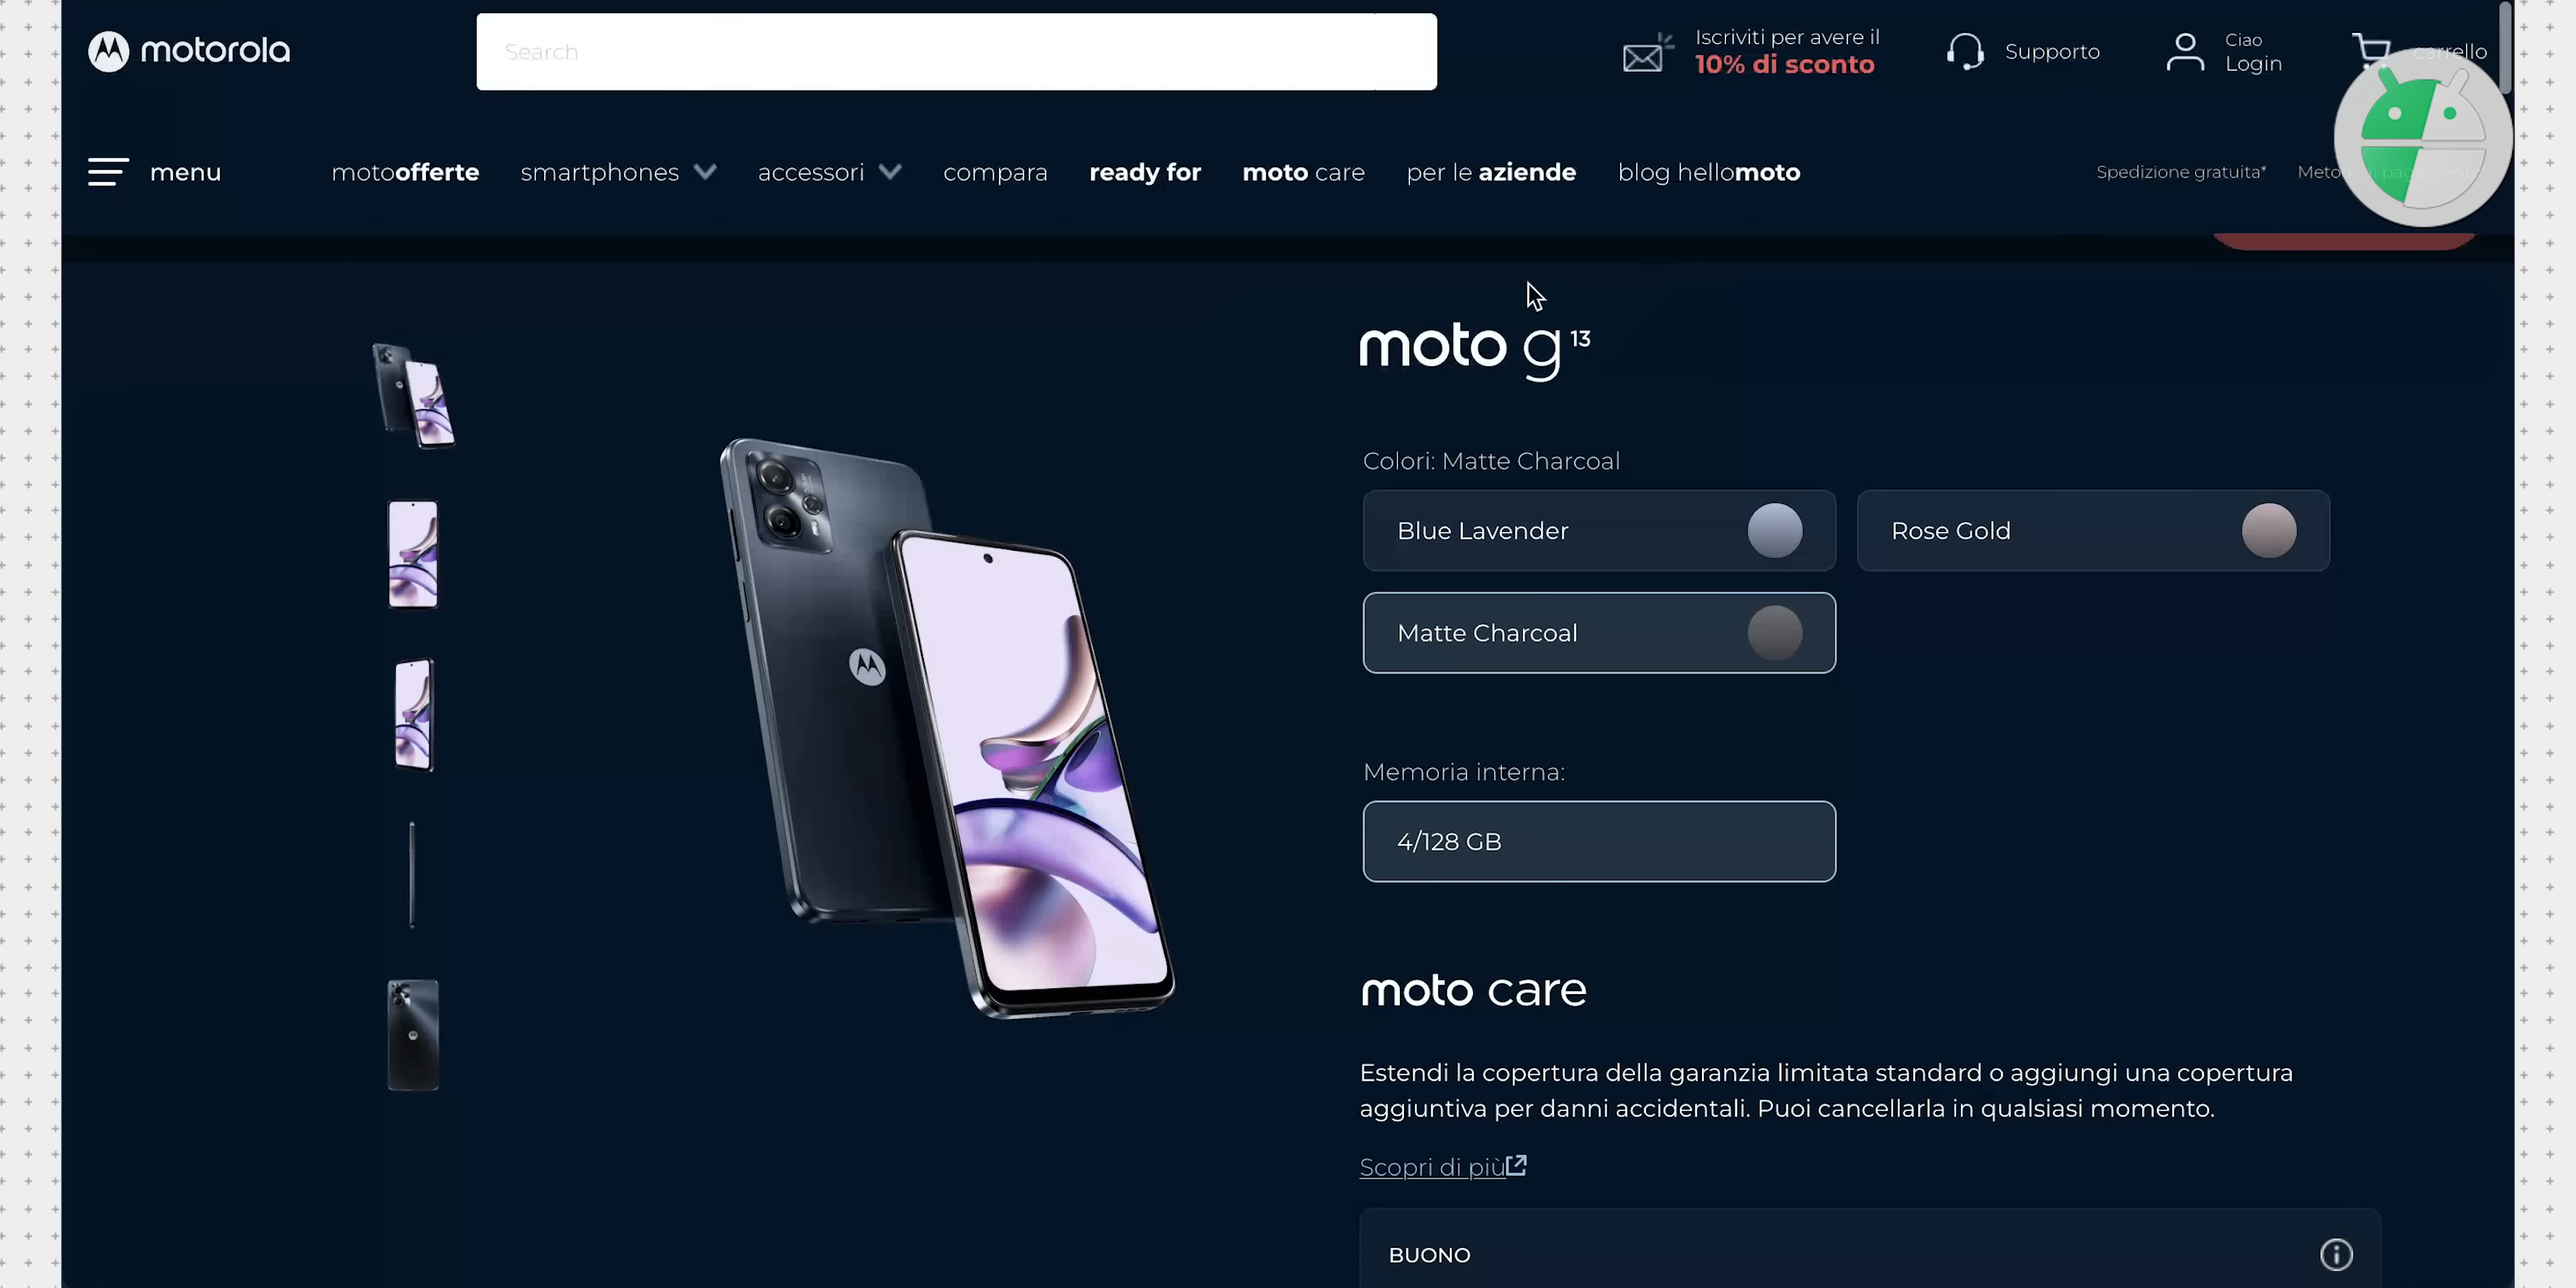 motorola
Search
Iscriviti per avere il
10% di sconto
Supporto
Ciao
Login
carrello
menu
motoofferte
smartphones
accessori
compara
ready for
moto care
per le aziende
blog hellomoto
Spedizione gratuita*
moto g 13
Colori: Matte Charcoal
Blue Lavender
Rose Gold
Matte Charcoal
Memoria interna:
4/128 GB
moto care
Estendi la copertura della garanzia limitata standard o aggiungi una copertura
aggiuntiva per danni accidentali. Puoi cancellarla in qualsiasi momento.
Scopri di più
BUONO